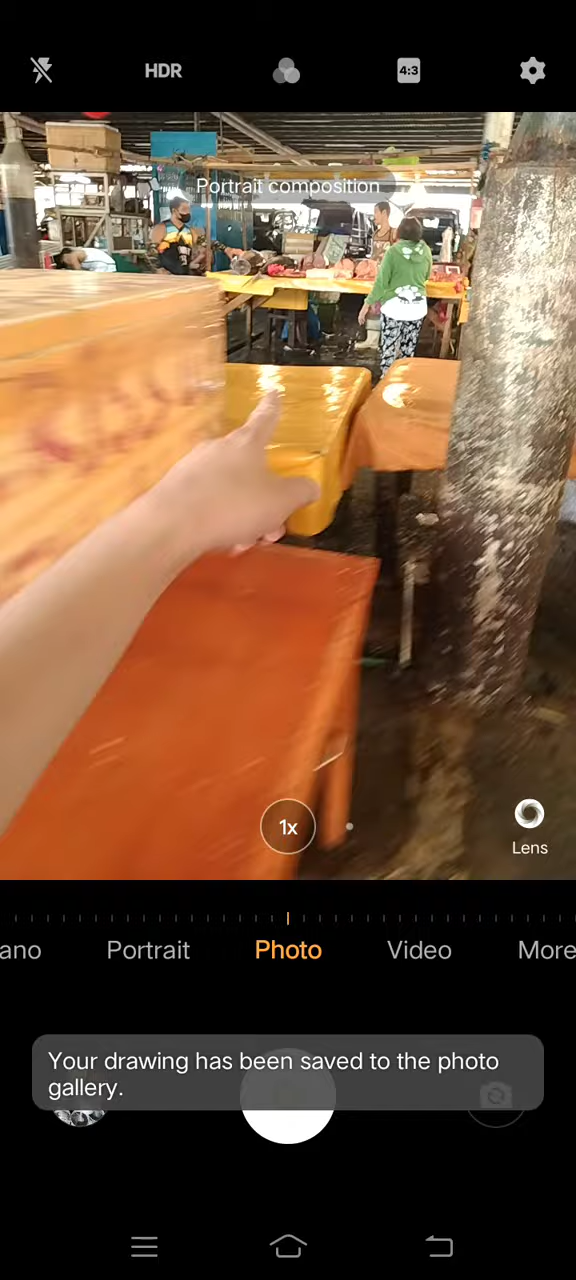 HDR
4:3
Portrait composition
1x
Lens
ano
Portrait
Photo
Video
More
Your drawing has been saved to the photo
gallery.